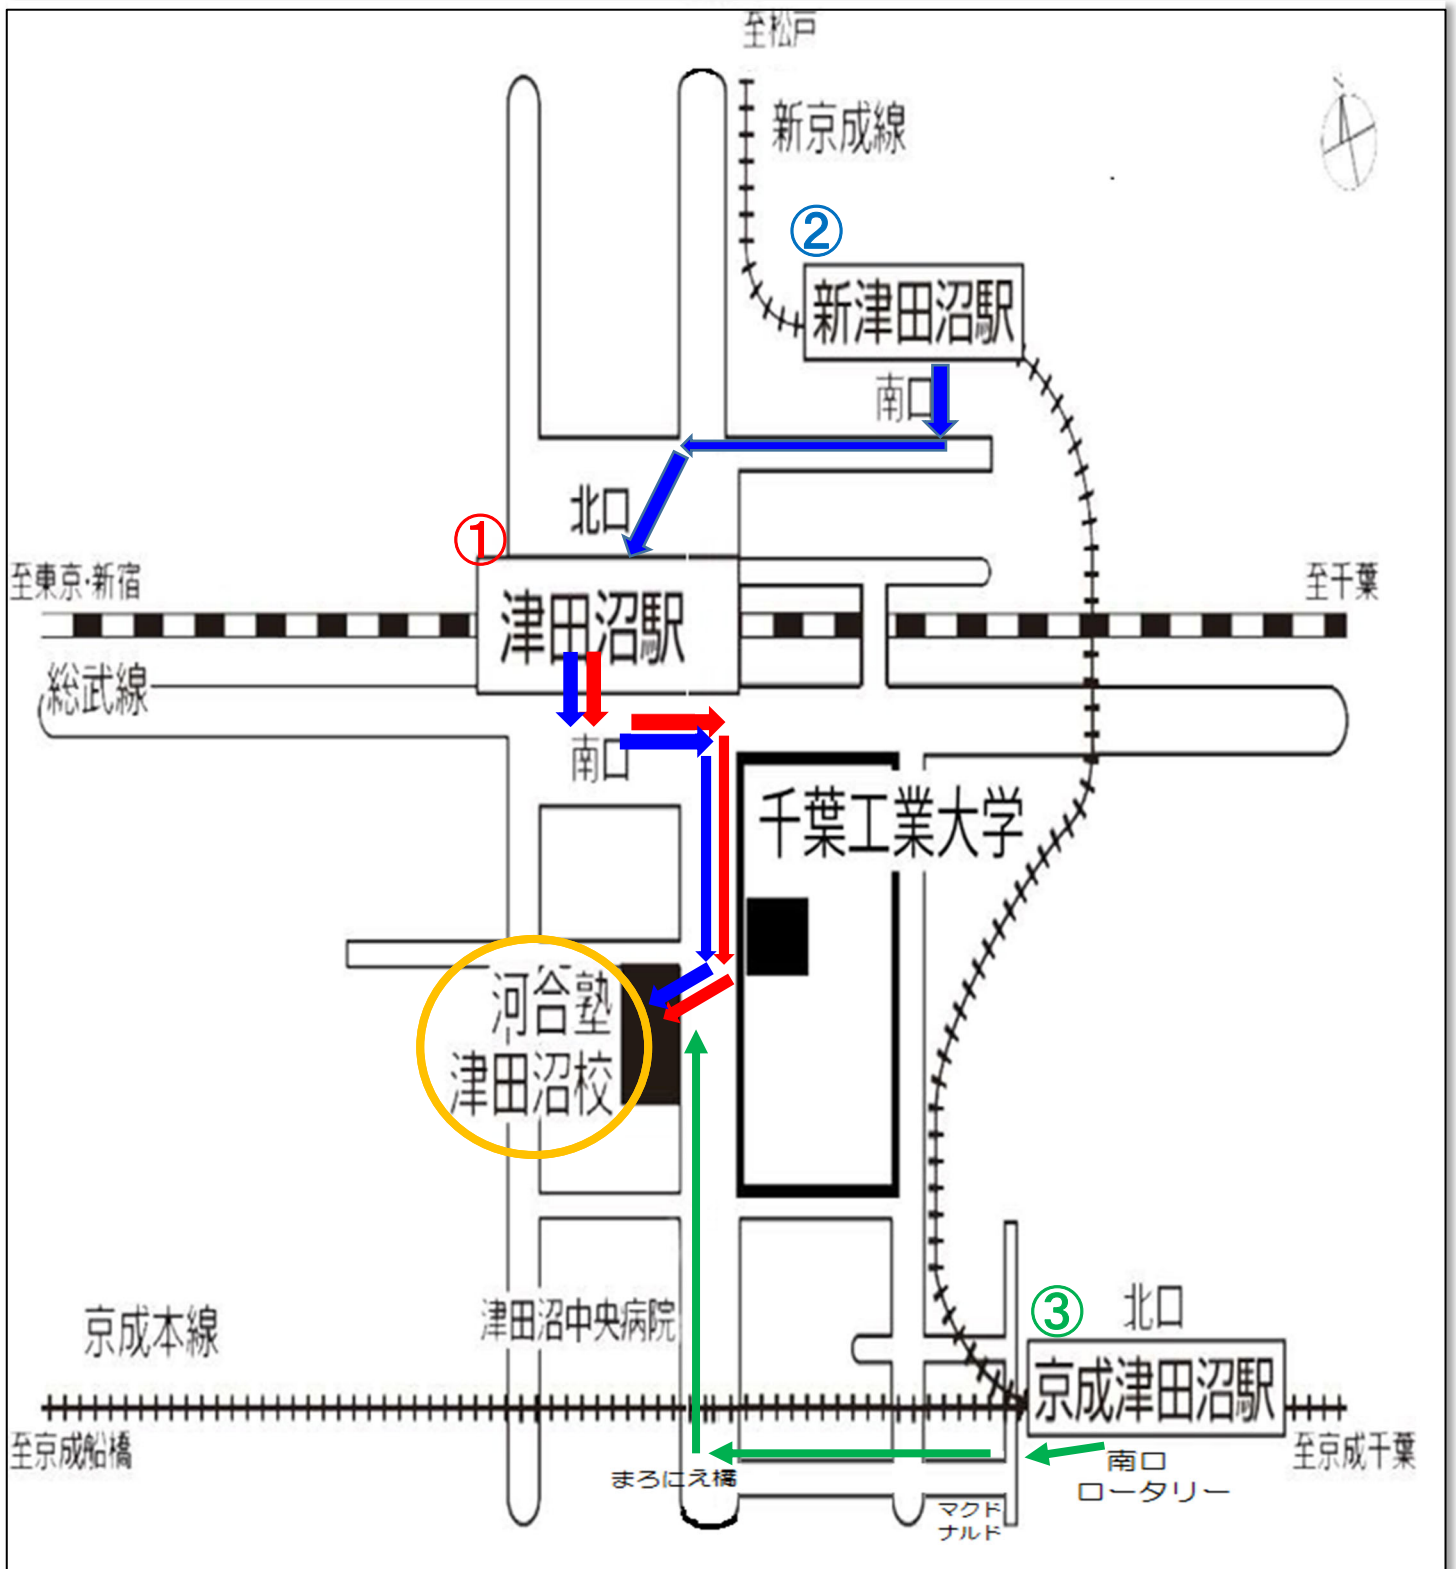 至松戸
新京成線
②
新津田沼駅
南口
北口
①
至東京・新宿
至千葉
津田沼駅
総武線
南口
千葉工業大学
河合塾
津田沼校
北口
③
津田沼中央病院
京成本線
京成津田沼駅
至京成船橋
至京成千葉
南口
ロータリー
まろにえ橋
マクド
ナルド